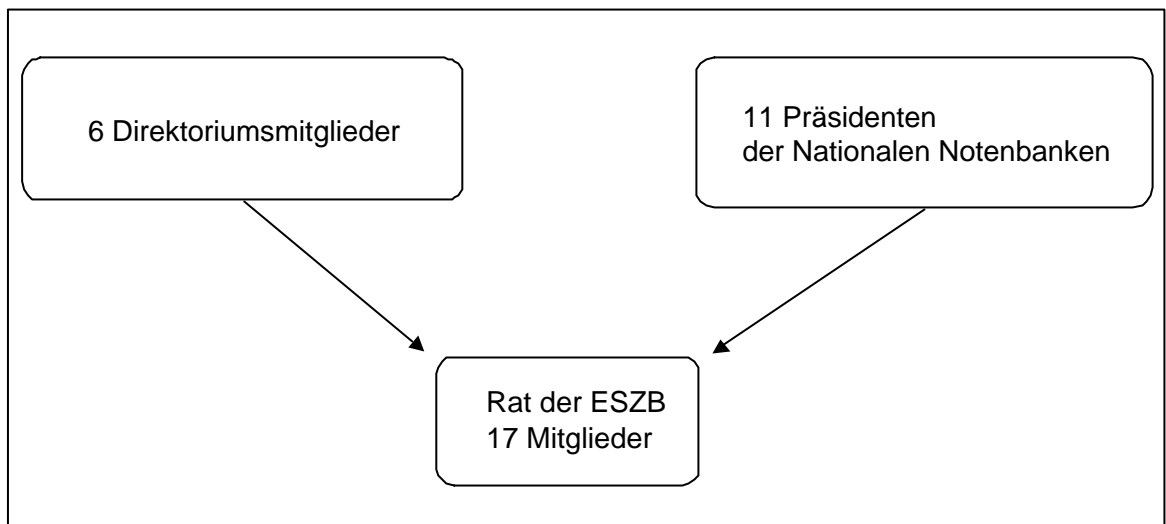 6 Direktoriumsmitglieder
11 Präsidenten
der Nationalen Notenbanken
Rat der ESZB
17 Mitglieder